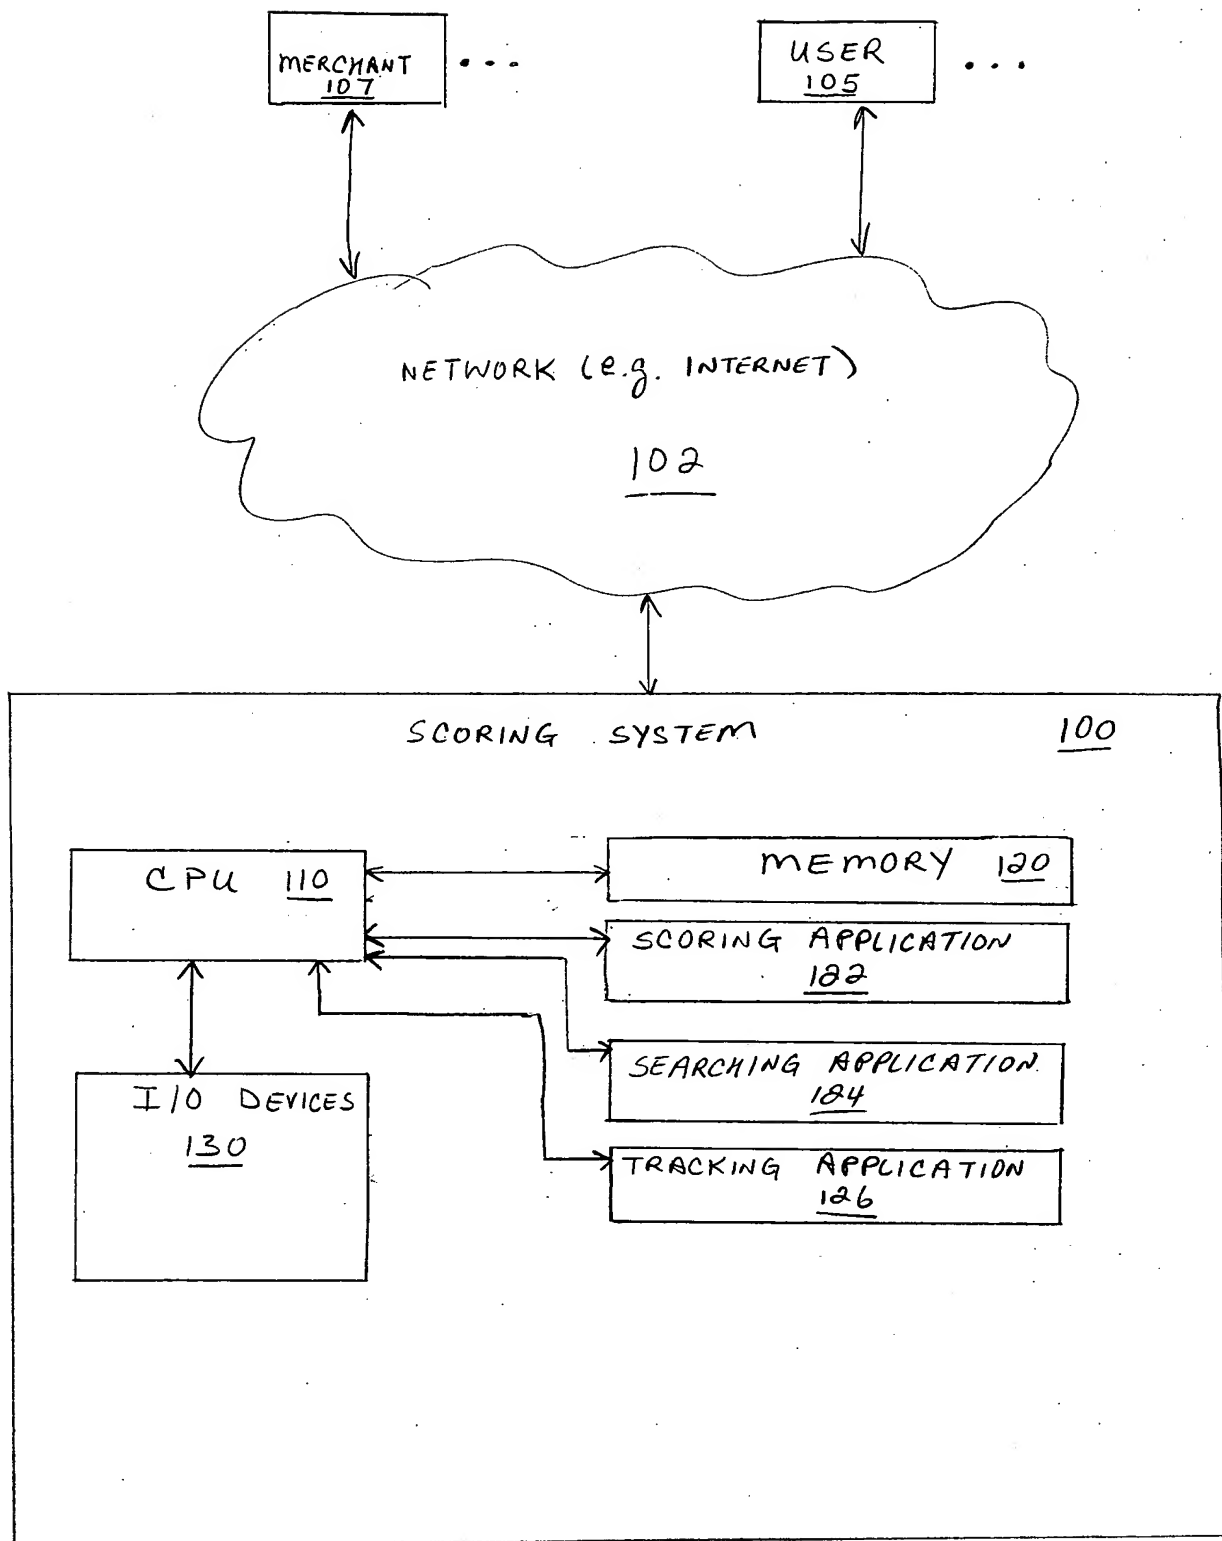 MERCHANT
107
USER
105
NETWORK (e.g. INTERNET)
102
SCORING SYSTEM 100
CPU 110
MEMORY 120
SCORING APPLICATION
122
SEARCHING APPLICATION
124
I/O DEVICES
130
TRACKING APPLICATION
126